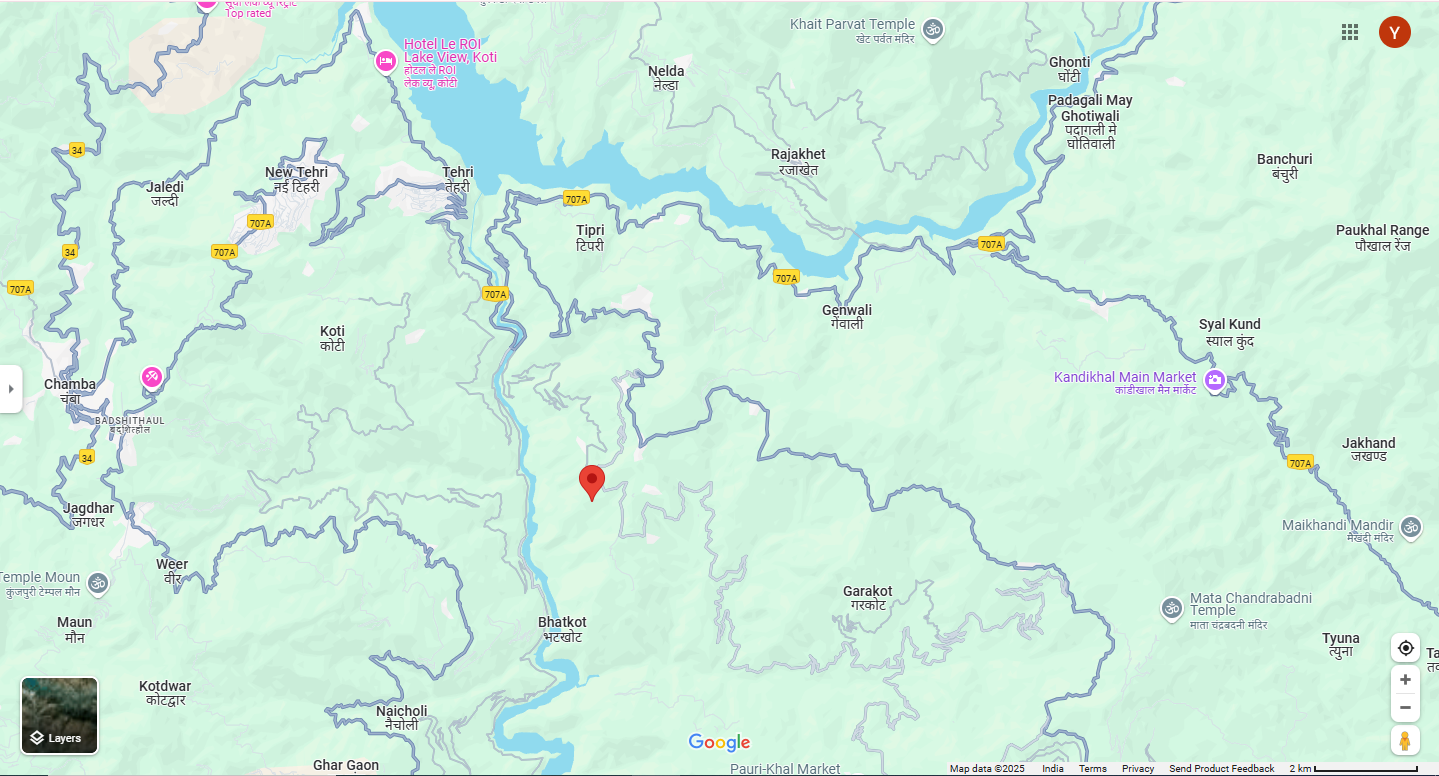 Top rated
Khait Parvat Temple
खेट पर्वत मंदिर
Y
Hotel Le ROI
Lake View, Koti
होटल ले ROI
लेक व्यू, कोटी
Nelda
नेल्डा
Ghonti
घोंटी
Padagali May
Ghotiwali
पदागली मे
घोतिवाली
34
Rajakhet
रजाखेत
Banchuri
बंचुरी
New Tehri
नई टिहरी
Tehri
तेहरी
Jaledi
जल्दी
707A
707A
Tipri
टिपरी
Paukhal Range
पौखाल रेंज
34
707A
707A
707A
707A
707A
Genwali
गेंवाली
Koti
कोटी
Syal Kund
स्याल कुंद
Chamba
चंबा
Kandikhal Main Market
कांडीखाल मैन मार्केट
BADSHITHAUL
बदशिथौल
34
Jakhand
जखण्ड
707A
Jagdhar
जगधर
Maikhandi Mandir
मैखंदी मंदिर
Weer
वीर
Temple Moun
कुंजपुरी टेम्पल मौन
Garakot
गरकोट
Mata Chandrabadni
Temple
माता चंद्रबदनी मंदिर
Maun
मौन
Bhatkot
भटखोट
Tyuna
त्युना
Ta
Kotdwar
कोटद्वार
Naicholi
नैचोली
Layers
Google
Ghar Gaon
Pauri-Khal Market
Map data ©2025 India Terms Privacy Send Product Feedback 2 km